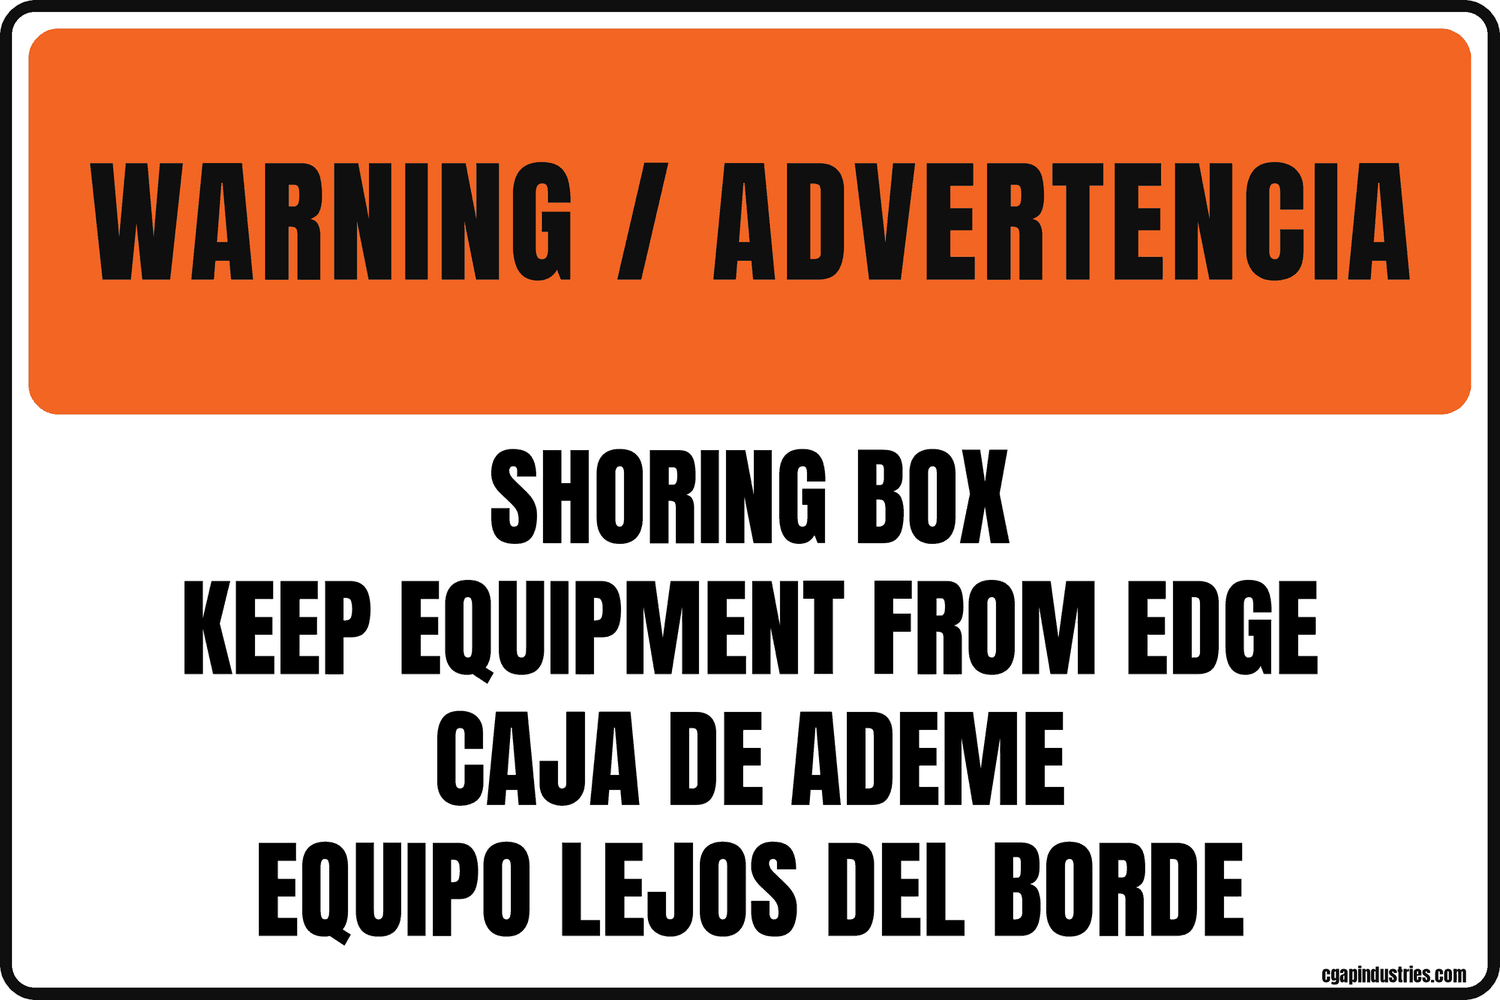 WARNING / ADVERTENCIA
SHORING BOX
KEEP EQUIPMENT FROM EDGE
CAJA DE ADEME
EQUIPO LEJOS DEL BORDE
cgapindustries.com